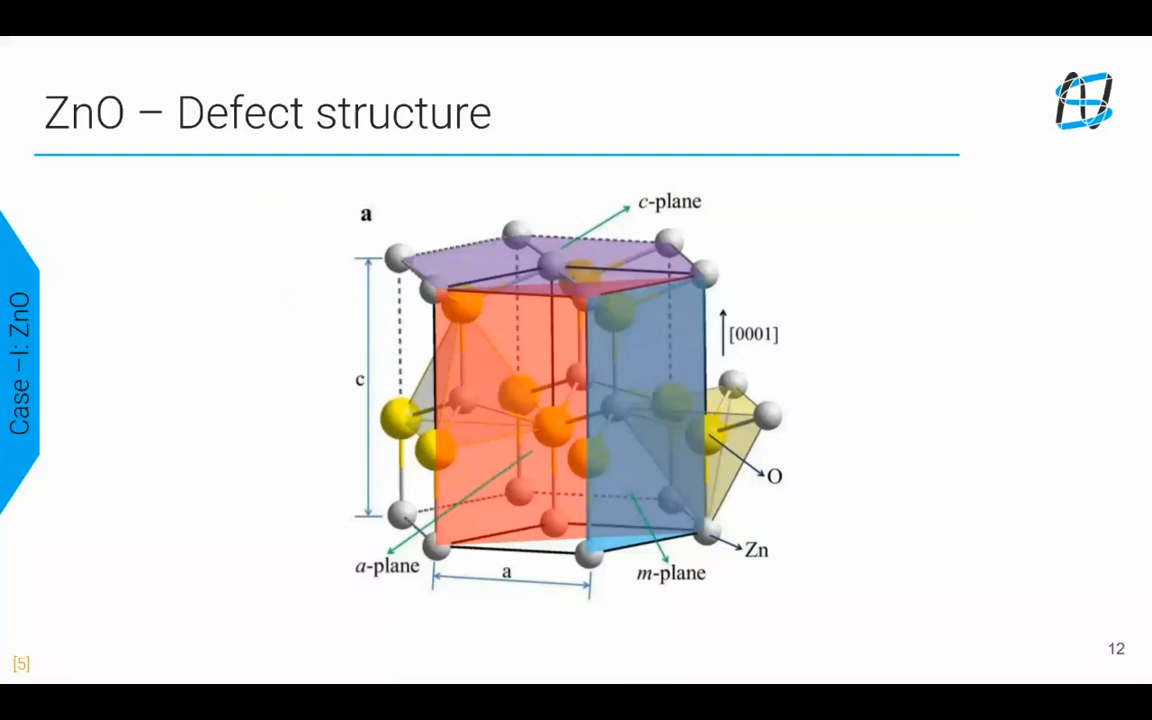 ZnO – Defect structure
a
c-plane
[0001]
c
O
Zn
a-plane
a
m-plane
Case –I: ZnO
[5]
12